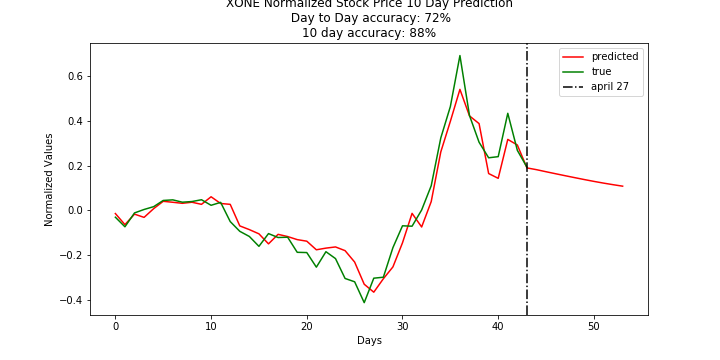 XONE Normalized Stock Price 10 Day Prediction
Day to Day accuracy: 72%
10 day accuracy: 88%
predicted
true
april 27
0.6
0.4
0.2
0.0
−0.2
−0.4
Normalized Values
0 10 20 30 40 50
Days